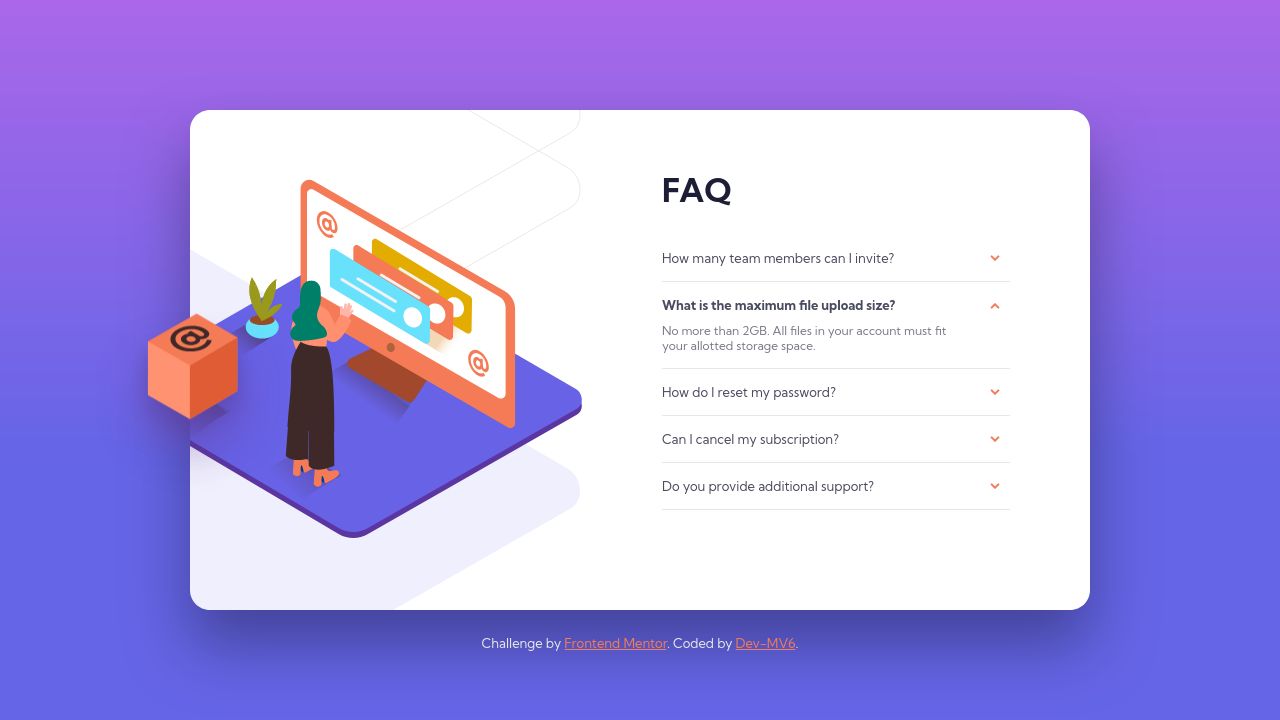 FAQ
How many team members can I invite?
What is the maximum file upload size?
No more than 2GB. All files in your account must fit
your allotted storage space.
How do I reset my password?
Can I cancel my subscription?
Do you provide additional support?
@
@
@
Challenge by Frontend Mentor. Coded by Dev-MV6.